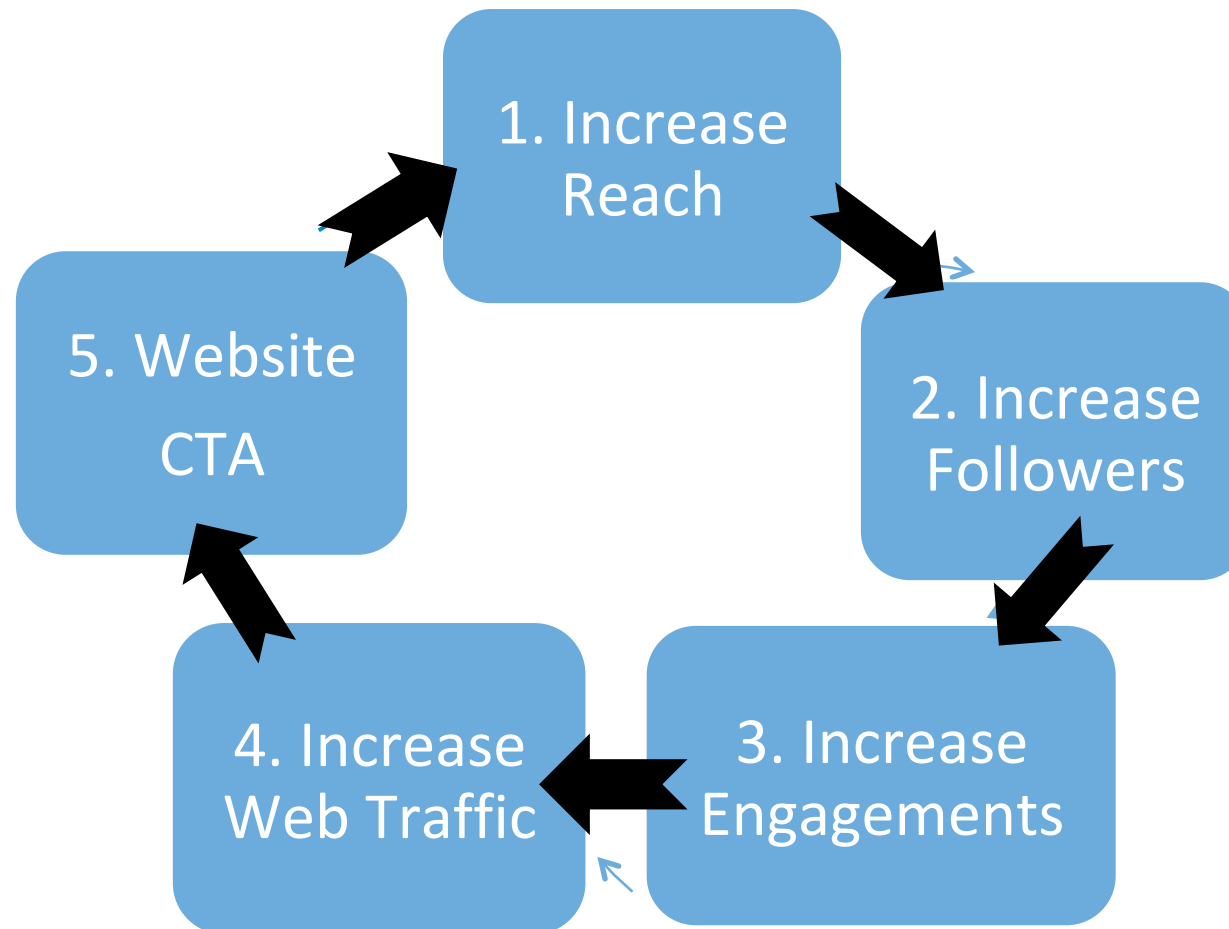 1. Increase
Reach
2. Increase
Followers
3. Increase
Engagements
4. Increase
Web Traffic
5. Website
CTA